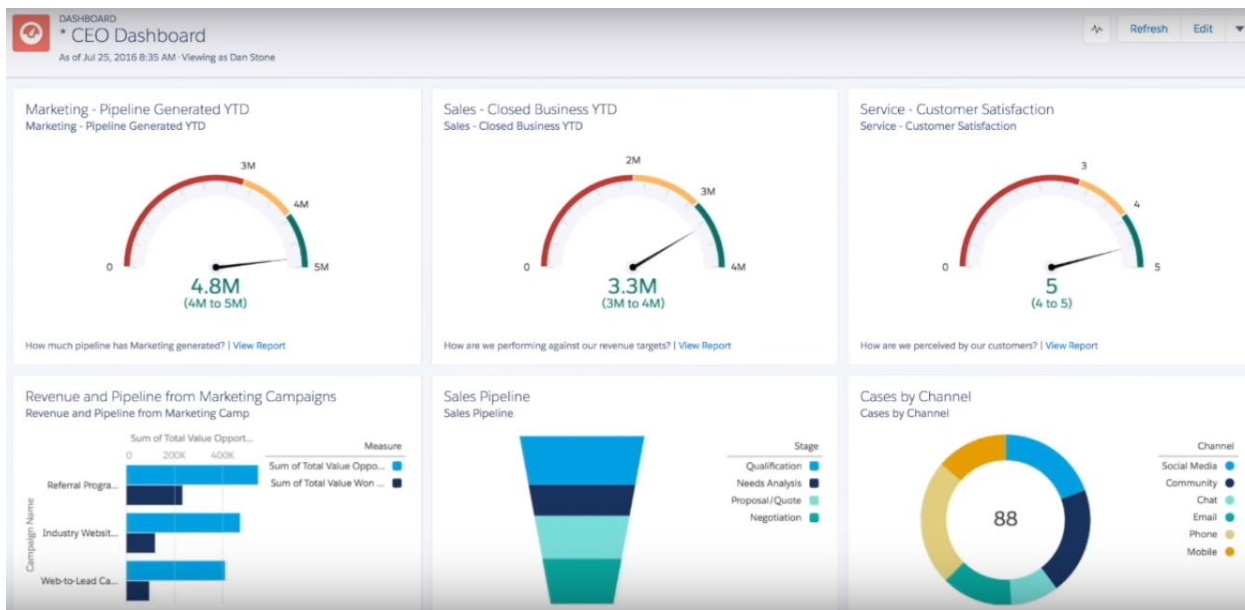 DASHBOARD
* CEO Dashboard
As of Jul 25, 2016 8:35 AM · Viewing as Dan Stone
Refresh
Edit
Marketing - Pipeline Generated YTD
Marketing - Pipeline Generated YTD
0
3M
4M
5M
4.8M
(4M to 5M)
How much pipeline has Marketing generated? | View Report
Sales - Closed Business YTD
Sales - Closed Business YTD
0
2M
3M
4M
3.3M
(3M to 4M)
How are we performing against our revenue targets? | View Report
Service - Customer Satisfaction
Service - Customer Satisfaction
0
3
4
5
5
(4 to 5)
How are we perceived by our customers? | View Report
Revenue and Pipeline from Marketing Campaigns
Revenue and Pipeline from Marketing Camp
Sum of Total Value Opport...
0 200K 400K
Campaign Name
Referral Progra...
Industry Websit...
Web-to-Lead Ca...
Measure
Sum of Total Value Oppo...
Sum of Total Value Won ...
Sales Pipeline
Sales Pipeline
Stage
Qualification
Needs Analysis
Proposal/Quote
Negotiation
Cases by Channel
Cases by Channel
88
Channel
Social Media
Community
Chat
Email
Phone
Mobile